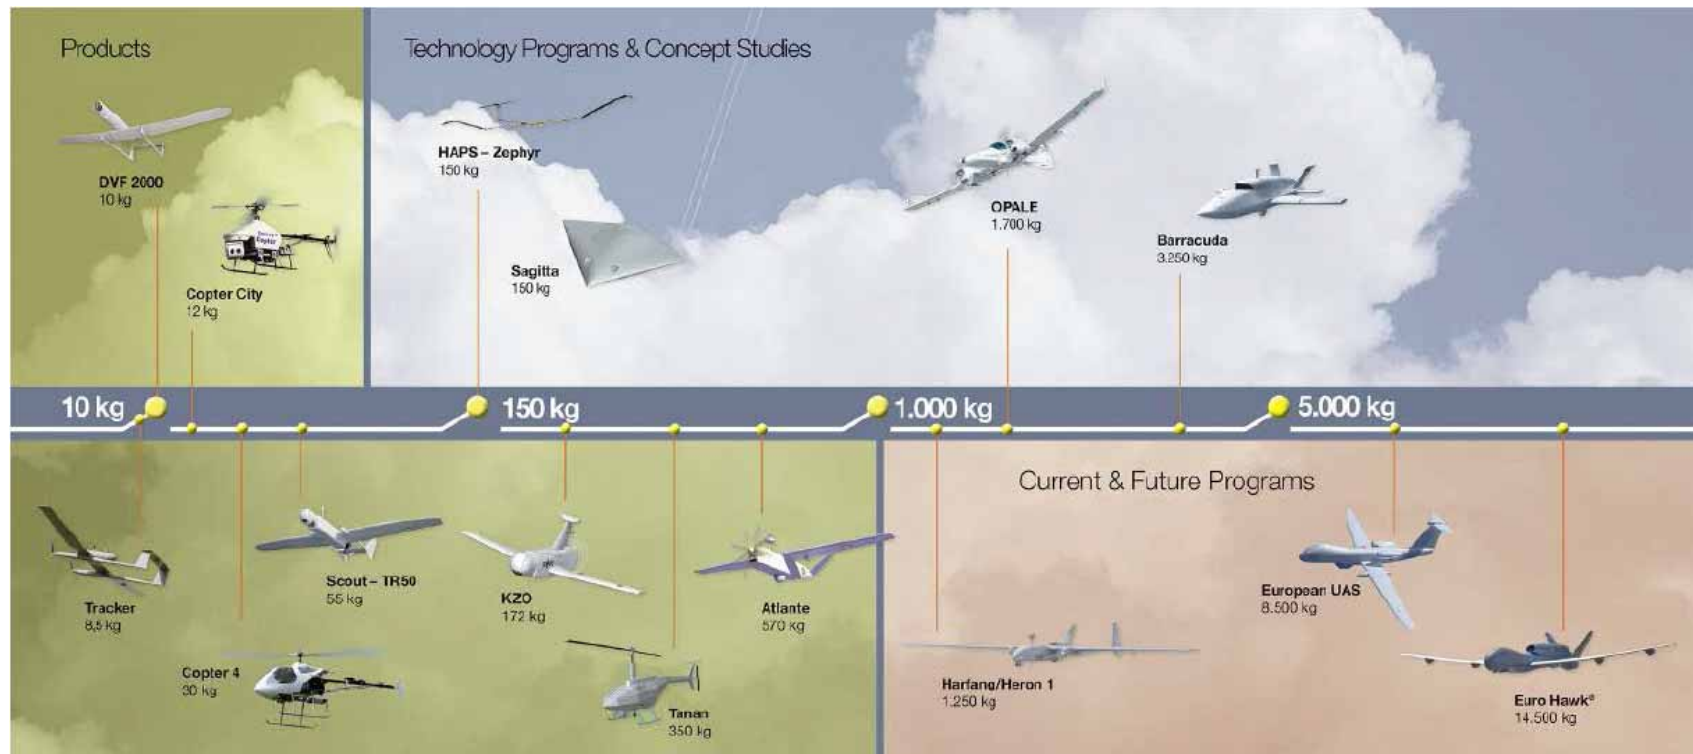 Products
Technology Programs & Concept Studies
DVF 2000
10 kg
Copter City
12 kg
HAPS – Zephyr
150 kg
Sagitta
150 kg
OPALE
1.700 kg
Barracuda
3.250 kg
10 kg
150 kg
1.000 kg
5.000 kg
Current & Future Programs
Tracker
8,5 kg
Copter 4
30 kg
Scout – TR50
55 kg
KZO
172 kg
Tanan
350 kg
Atlante
570 kg
Harfang/Heron 1
1.250 kg
European UAS
8.500 kg
Euro Hawk®
14.500 kg